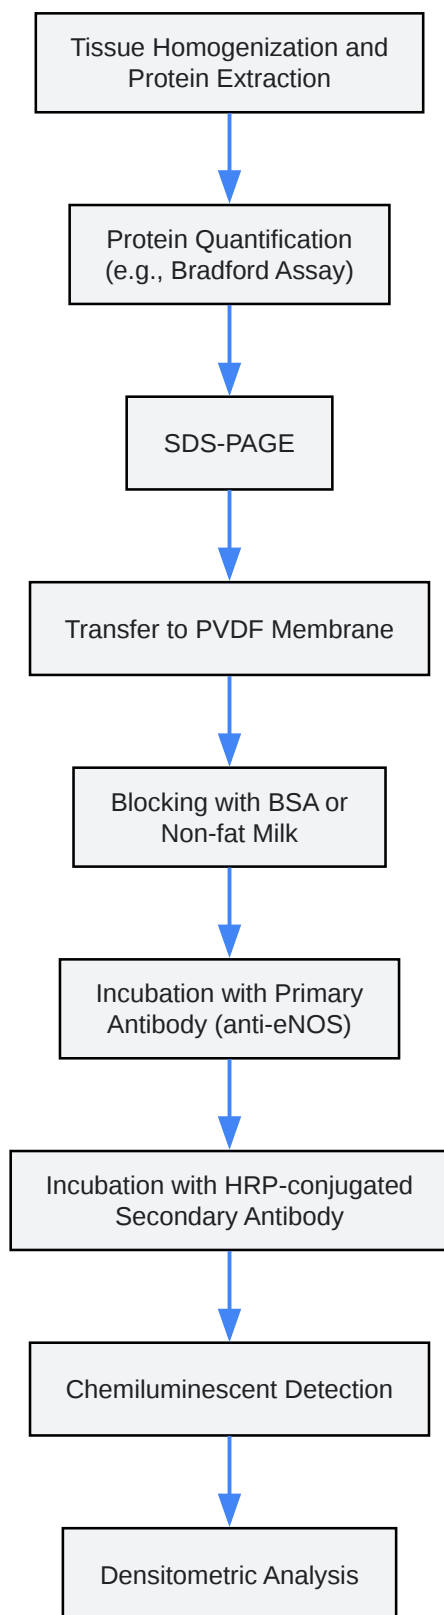 Tissue Homogenization and
Protein Extraction
Protein Quantification
(e.g., Bradford Assay)
SDS-PAGE
Transfer to PVDF Membrane
Blocking with BSA or
Non-fat Milk
Incubation with Primary
Antibody (anti-eNOS)
Incubation with HRP-conjugated
Secondary Antibody
Chemiluminescent Detection
Densitometric Analysis